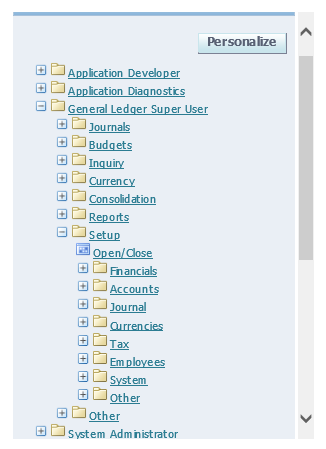 Personalize
Application Developer
Application Diagnostics
General Ledger Super User
Journals
Budgets
Inquiry
Currency
Consolidation
Reports
Setup
Open/Close
Financials
Accounts
Journal
Currencies
Tax
Employees
System
Other
Other
System Administrator